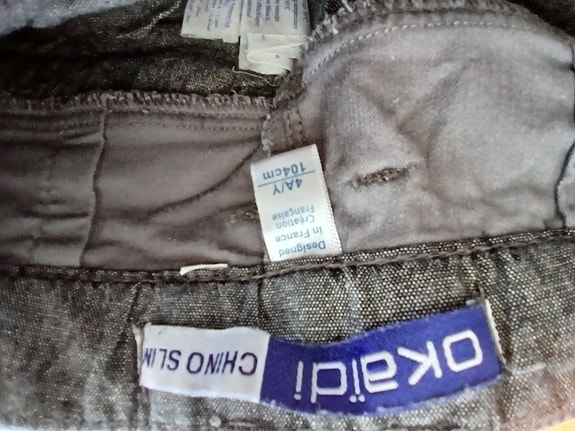 okaïdi CHINO SLIM
4A/Y
104cm
Designed
in France
Création
Française